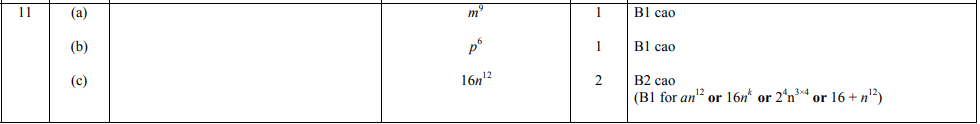 11 (a) m⁹ 1 B1 cao
(b) p⁶ 1 B1 cao
(c) 16n¹² 2 B2 cao
(B1 for an¹² or 16nᵏ or 2⁴n³ˣ⁴ or 16 + n¹²)